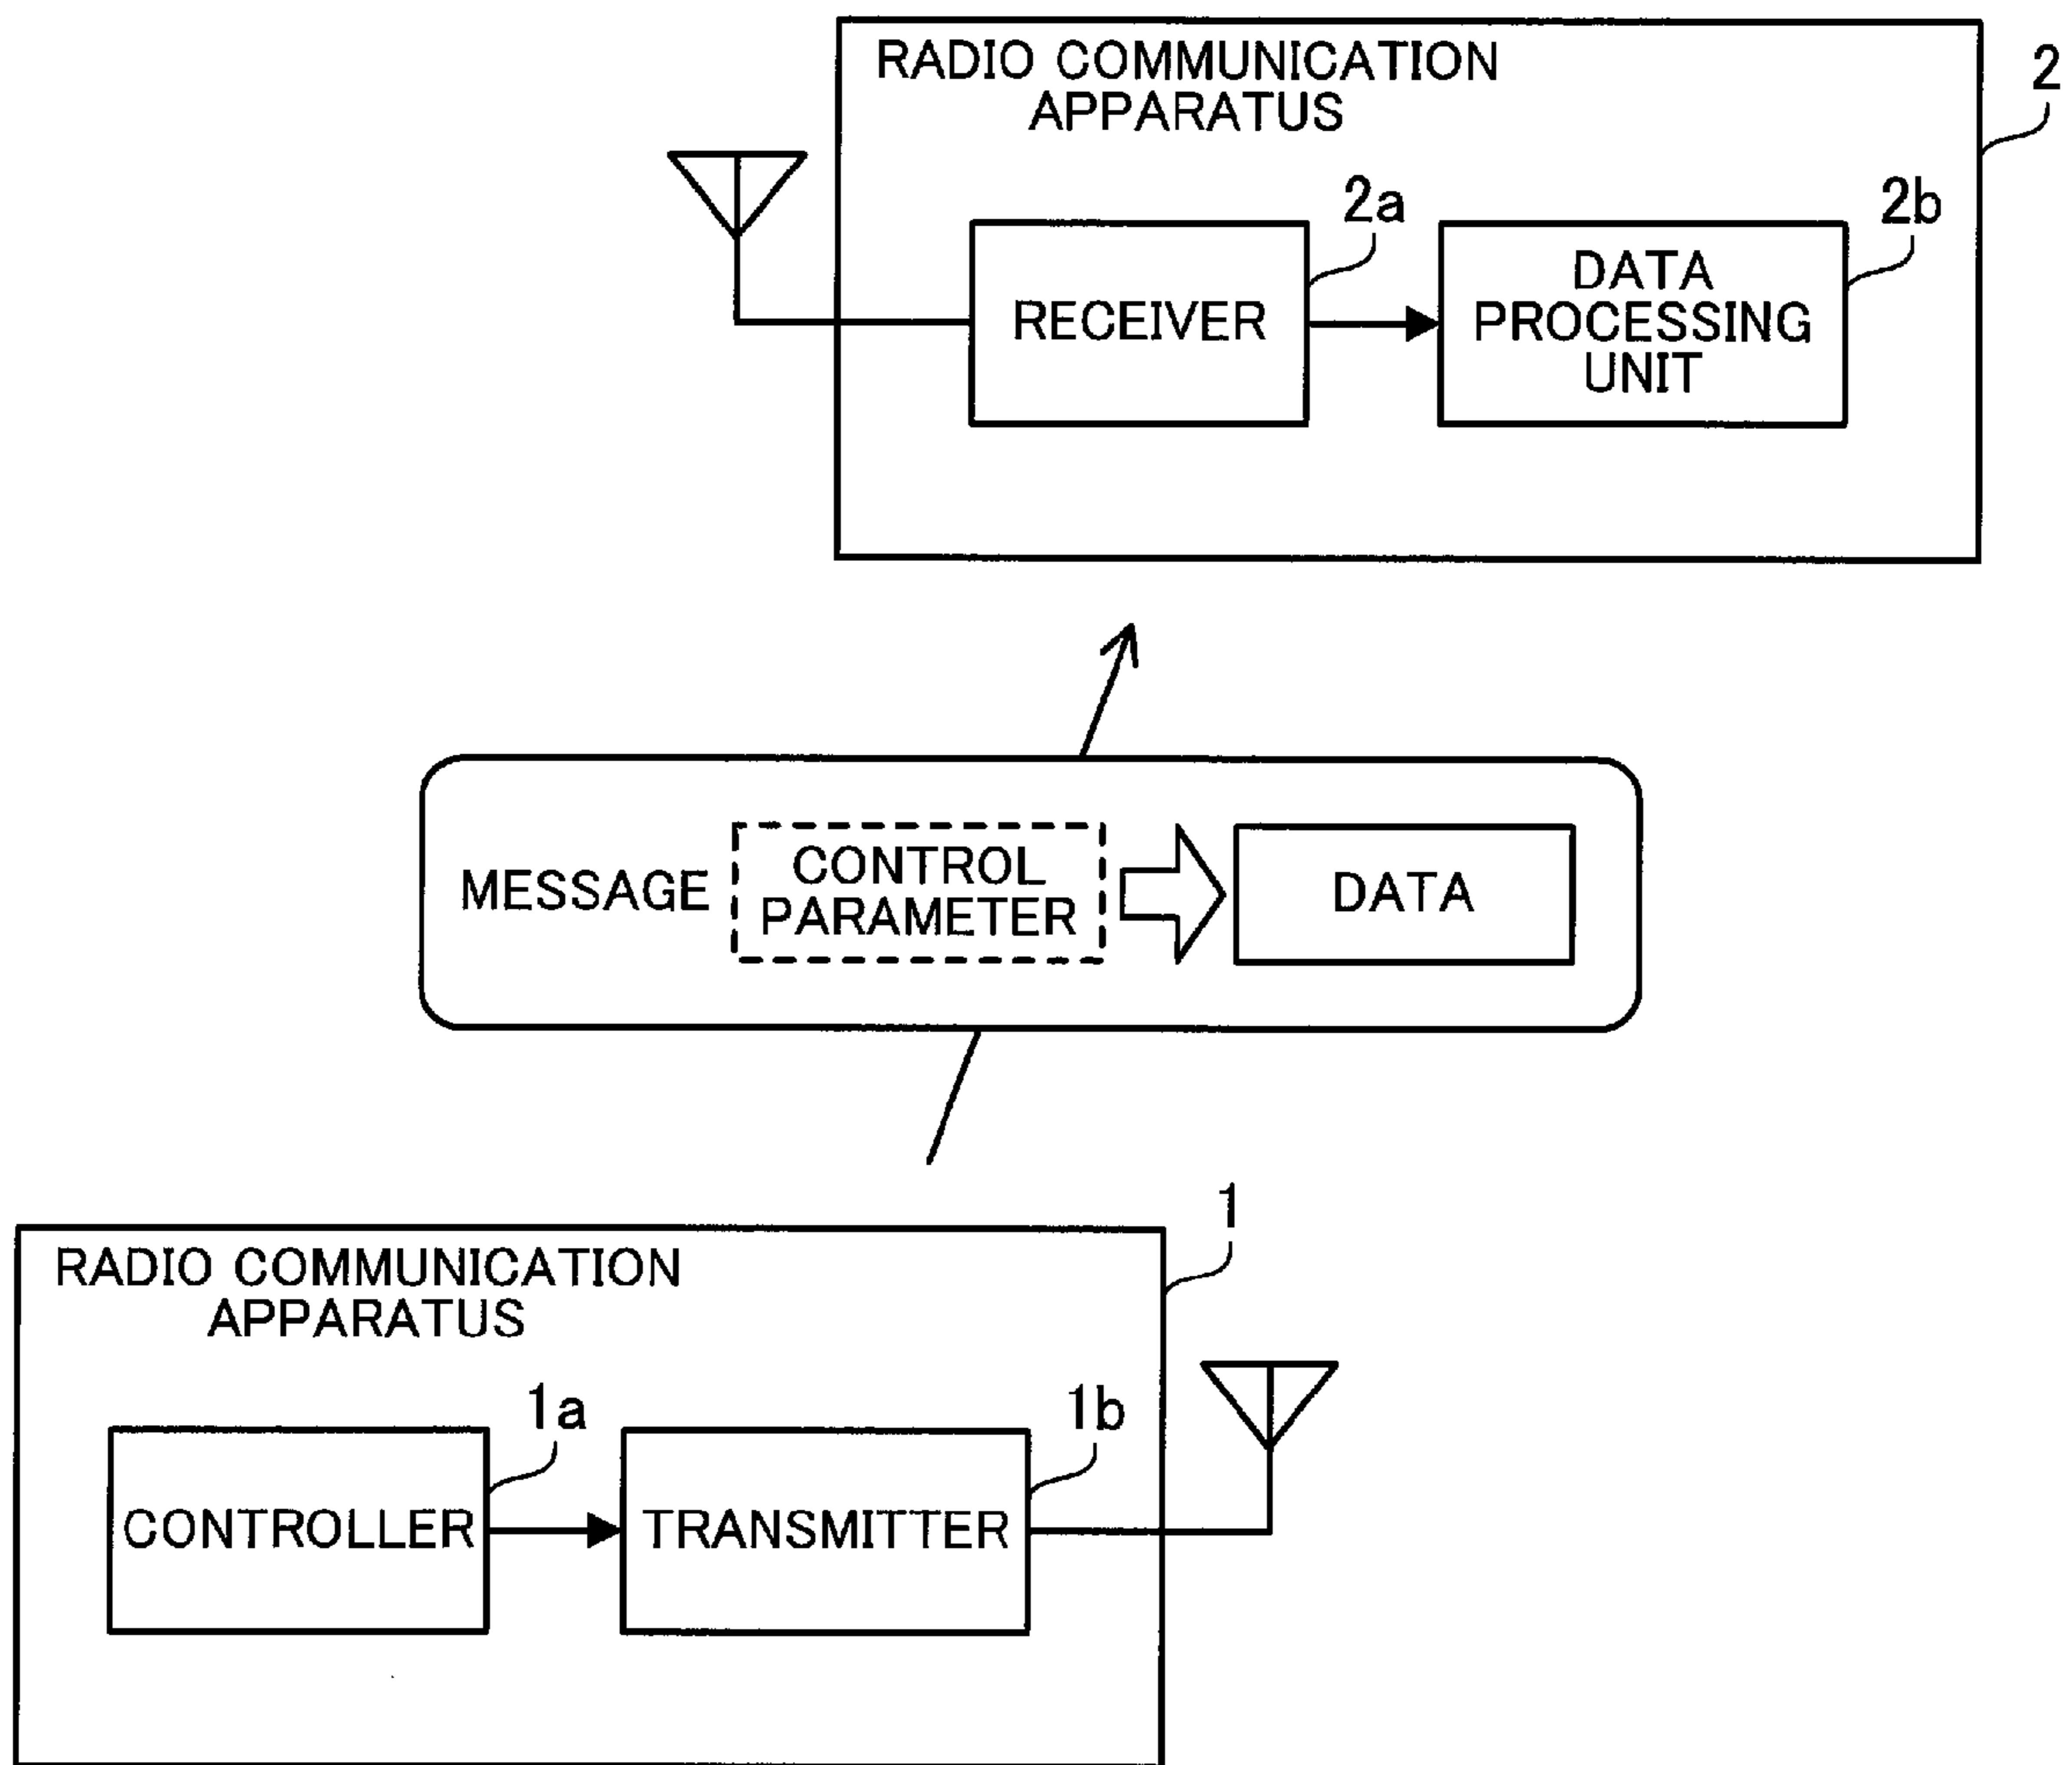 RADIO COMMUNICATION
APPARATUS
2
2a
2b
RECEIVER
DATA
PROCESSING
UNIT
MESSAGE
CONTROL
PARAMETER
DATA
1
RADIO COMMUNICATION
APPARATUS
1a
1b
CONTROLLER
TRANSMITTER